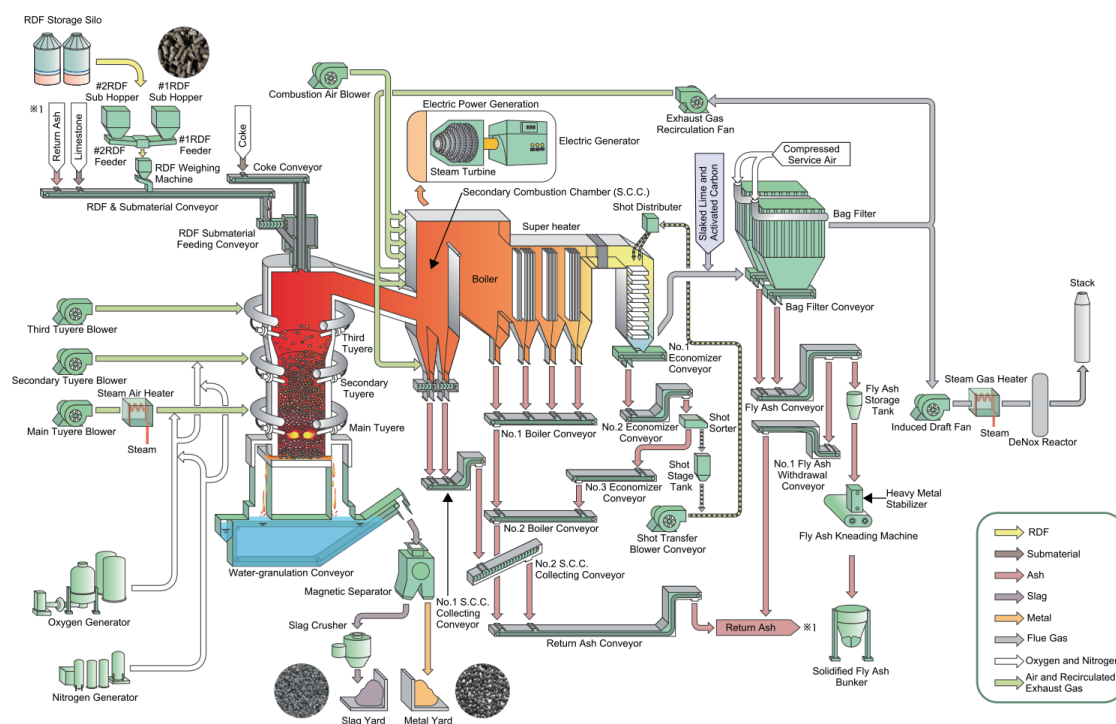 RDF Storage Silo
#2RDF
Sub Hopper
#1RDF
Sub Hopper
※1
Return Ash
Limestone
#2RDF
Feeder
#1RDF
Feeder
RDF Weighing
Machine
Coke
Coke Conveyor
RDF & Submaterial Conveyor
RDF Submaterial
Feeding Conveyor
Combustion Air Blower
Electric Power Generation
Steam Turbine
Electric Generator
Exhaust Gas
Recirculation Fan
Secondary Combustion Chamber (S.C.C.)
Super heater
Boiler
Shot Distributer
Slaked Lime and
Activated Carbon
Compressed
Service Air
Bag Filter
Bag Filter Conveyor
Stack
Third Tuyere Blower
Third
Tuyere
Secondary Tuyere Blower
Secondary
Tuyere
Steam Air Heater
Main Tuyere Blower
Main Tuyere
Steam
No.1
Economizer
Conveyor
No.1 Boiler Conveyor
No.2 Economizer
Conveyor
Shot
Sorter
Shot
Stage
Tank
No.3 Economizer
Conveyor
No.2 Boiler Conveyor
Shot Transfer
Blower Conveyor
Fly Ash Conveyor
Fly Ash
Storage
Tank
No.1 Fly Ash
Withdrawal
Conveyor
Heavy Metal
Stabilizer
Fly Ash Kneading Machine
Solidified Fly Ash
Bunker
Induced Draft Fan
Steam Gas Heater
Steam
DeNox Reactor
Water-granulation Conveyor
Magnetic Separator
No.1 S.C.C.
Collecting
Conveyor
No.2 S.C.C.
Collecting Conveyor
Return Ash Conveyor
Return Ash
※1
Oxygen Generator
Nitrogen Generator
Slag Crusher
Slag Yard
Metal Yard
RDF
Submaterial
Ash
Slag
Metal
Flue Gas
Oxygen and Nitrogen
Air and Recirculated
Exhaust Gas